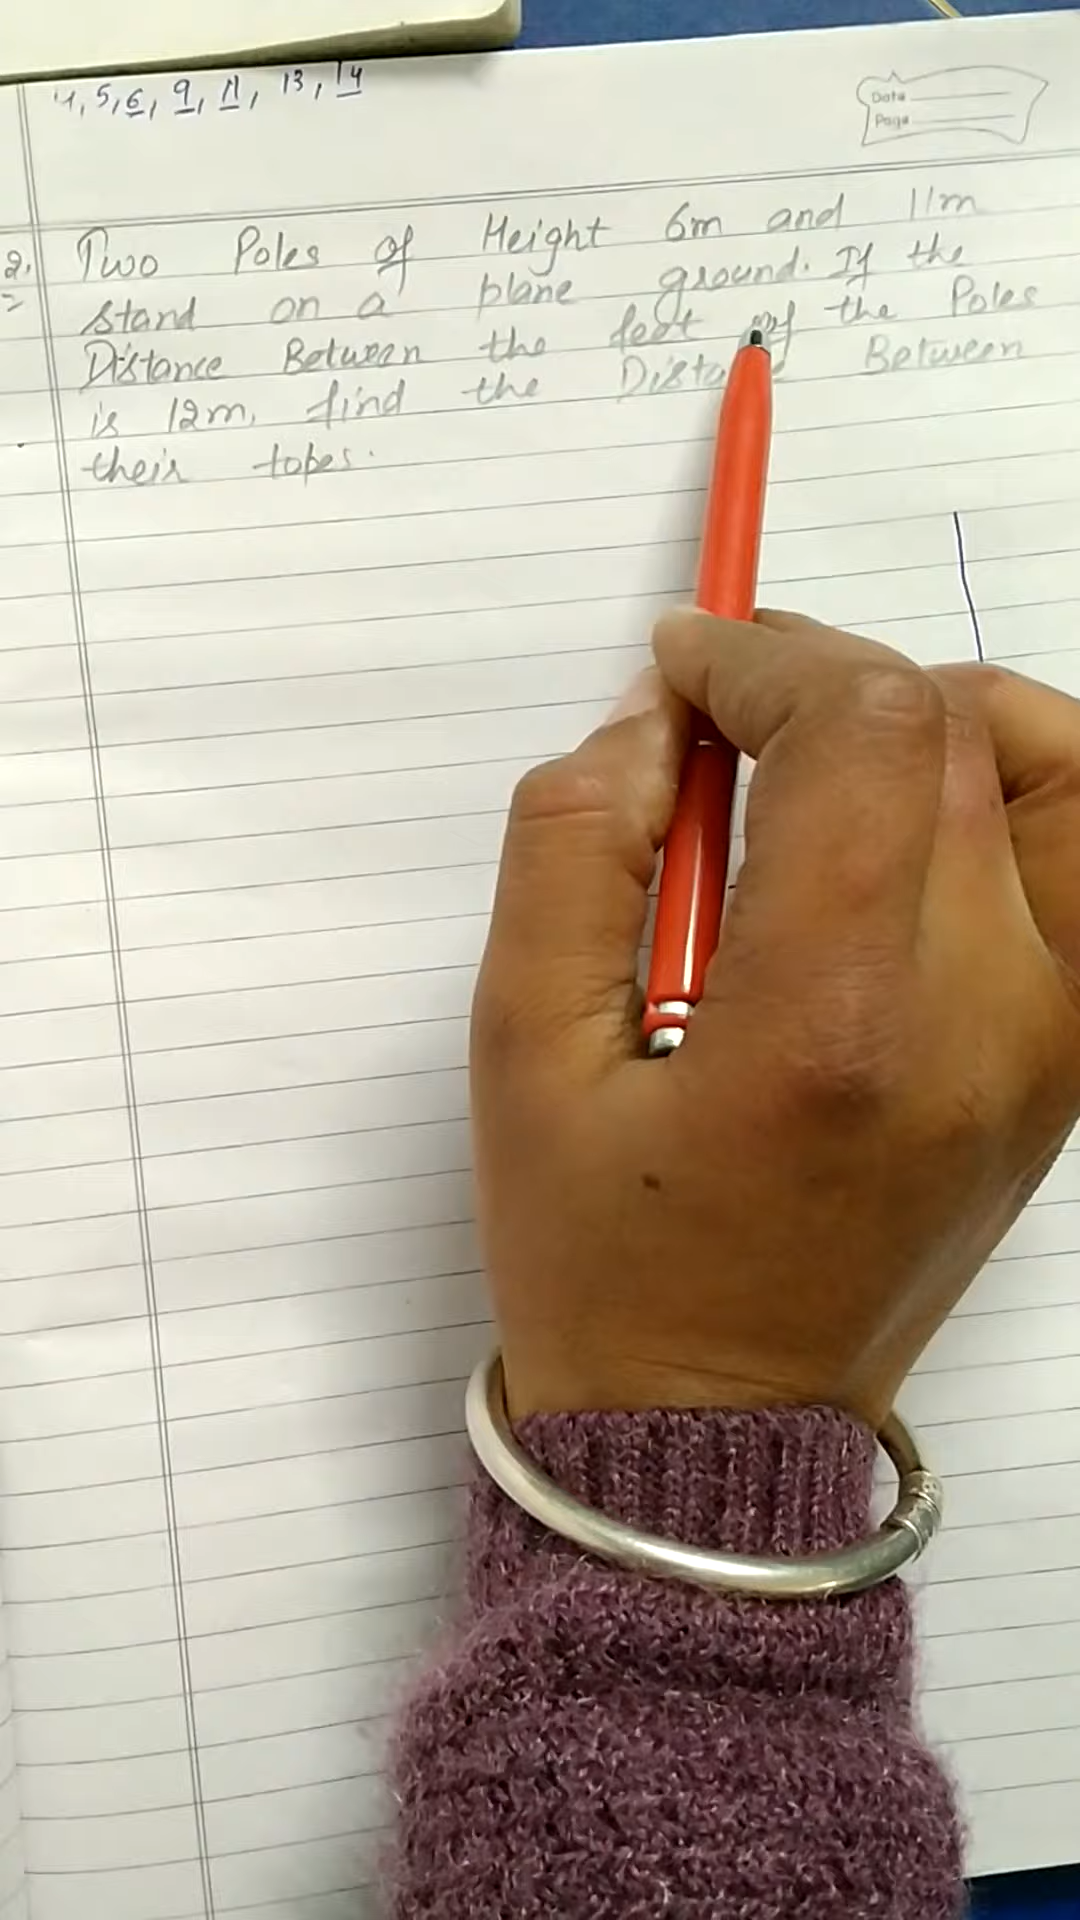 4, 5, 6, 9, 11, 13, 14
Date
Page
2. Two Poles of Height 6m and 11m
stand on a plane ground. If the
Distance Between the feet of the Poles
is 12m, find the Between
their topes.